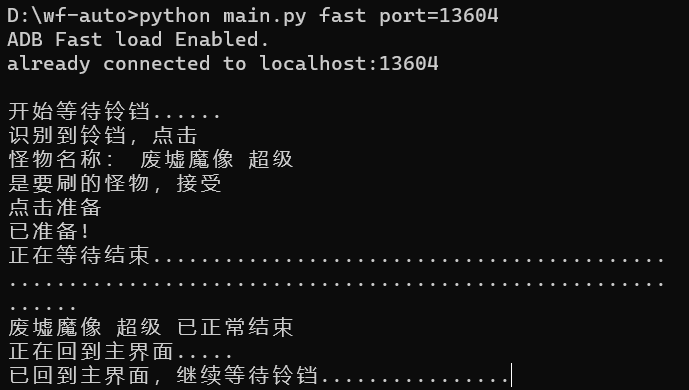 D:\wf-auto>python main.py fast port=13604
ADB Fast load Enabled.
already connected to localhost:13604
开始等待铃铛......
识别到铃铛，点击
怪物名称： 废墟魔像 超级
是要刷的怪物，接受
点击准备
已准备！
正在等待结束...........................................
.......................................................
......
废墟魔像 超级 已正常结束
正在回到主界面.....
已回到主界面，继续等待铃铛................